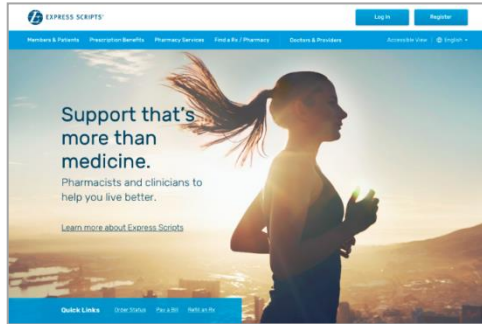 EXPRESS SCRIPTS®
Log In
Register
Members & Patients
Prescription Benefits
Pharmacy Services
Find a Rx / Pharmacy
Doctors & Providers
Accessible View | English
Support that's
more than
medicine.
Pharmacists and clinicians to
help you live better.
Learn more about Express Scripts
Quick Links
Order Status
Pay a Bill
Refill an Rx